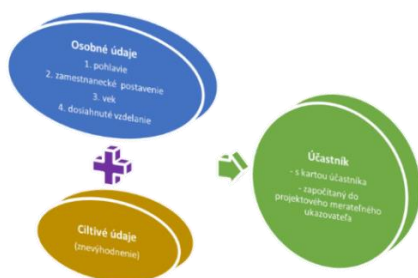 Osobné údaje
1. pohlavie
2. zamestnanecké postavenie
3. vek
4. dosiahnuté vzdelanie
Citlivé údaje
(znevýhodnenie)
Účastník
- s kartou účastníka
- započítaný do
projektového merateľného
ukazovateľa